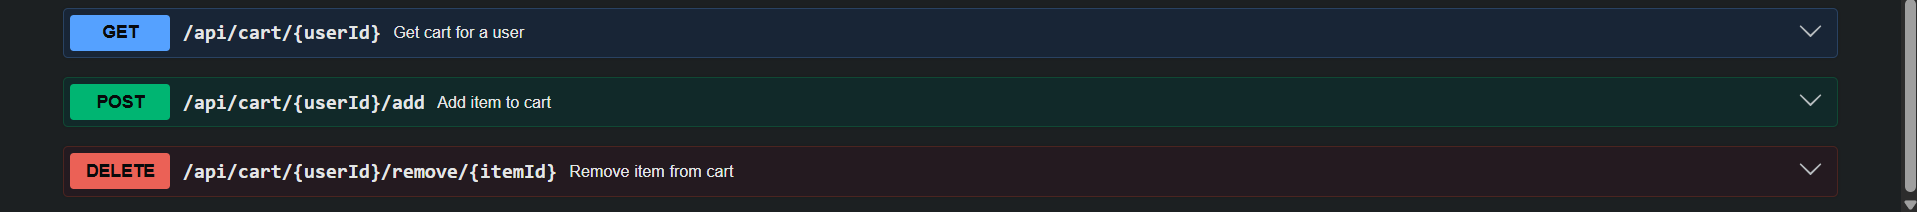 GET /api/cart/{userId} Get cart for a user
POST /api/cart/{userId}/add Add item to cart
DELETE /api/cart/{userId}/remove/{itemId} Remove item from cart